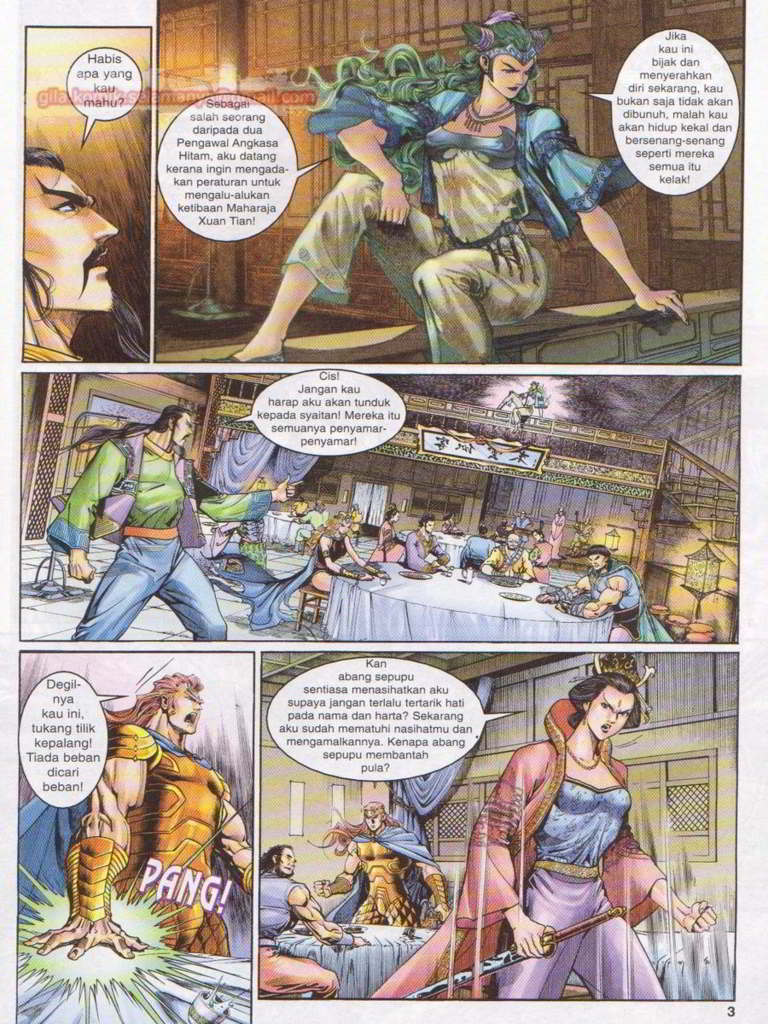 Habis
apa yang
kau
mahu?
Sebagai
salah seorang
daripada dua
Pengawal Angkasa
Hitam, aku datang
kerana ingin mengada-
kan peraturan untuk
mengalu-alukan
ketibaan Maharaja
Xuan Tian!
Jika
kau ini
bijak dan
menyerahkan
diri sekarang, kau
bukan saja tidak akan
dibunuh, malah kau
akan hidup kekal dan
bersenang-senang
seperti mereka
semua itu
kelak!
Cis!
Jangan kau
harap aku akan tunduk
kepada syaitan! Mereka itu
semuanya penyamar-
penyamar!
Degil-
nya kau ini,
tukang tilik
kepalang!
Tiada beban
dicari
beban!
PANG!
Kan
abang sepupu
sentiasa menasihatkan aku
supaya jangan terlalu tertarik hati
pada nama dan harta? Sekarang
aku sudah mematuhi nasihatmu dan
mengamalkannya. Kenapa abang
sepupu membantah
pula?
3